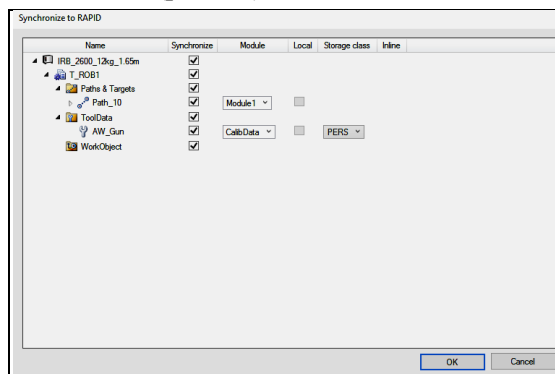 Synchronize to RAPID
Name Synchronize Module Local Storage class Inline
IRB_2600_12kg_1.65m
T_ROB1
Paths & Targets
Path_10 Module1
ToolData
AW_Gun CalibData PERS
WorkObject
OK Cancel